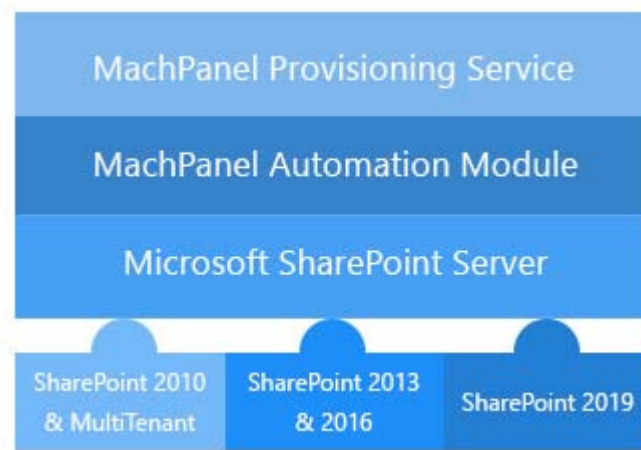 MachPanel Provisioning Service
MachPanel Automation Module
Microsoft SharePoint Server
SharePoint 2010
& MultiTenant
SharePoint 2013
& 2016
SharePoint 2019